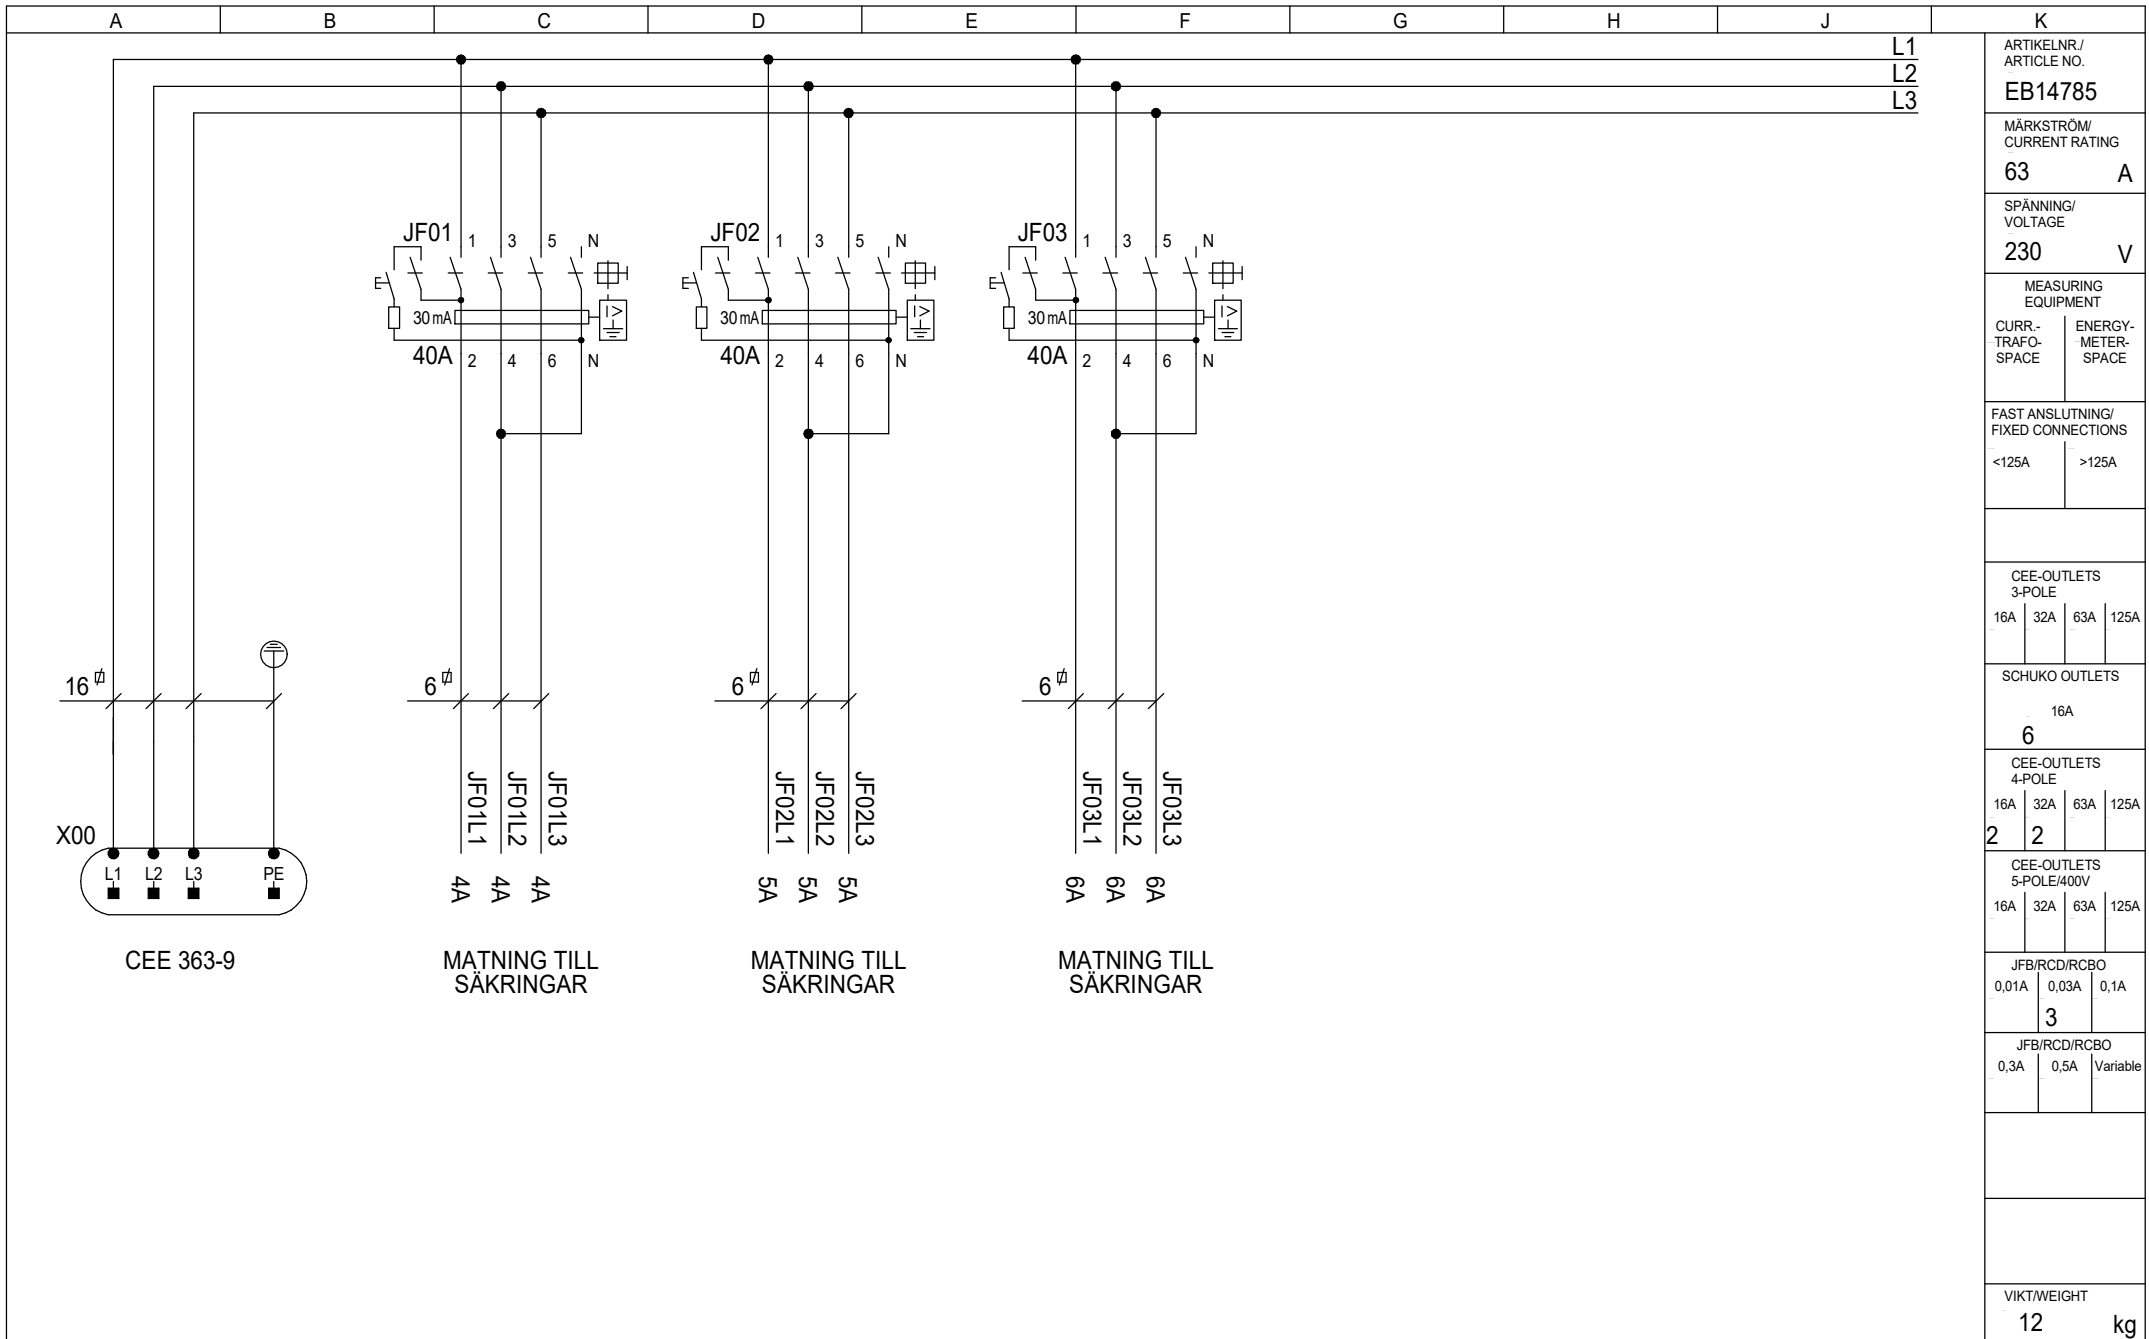 A B C D E F G H J K
L1
L2
L3
JF01 1 3 5 N
30 mA
40A 2 4 6 N
JF02 1 3 5 N
30 mA
40A 2 4 6 N
JF03 1 3 5 N
30 mA
40A 2 4 6 N
I>
I>
I>
16
6
6
6
X00
L1 L2 L3 PE
CEE 363-9
JF01L1
JF01L2
JF01L3
4A
4A
4A
MATNING TILL
SÄKRINGAR
JF02L1
JF02L2
JF02L3
5A
5A
5A
MATNING TILL
SÄKRINGAR
JF03L1
JF03L2
JF03L3
6A
6A
6A
MATNING TILL
SÄKRINGAR
ARTIKELNR./
ARTICLE NO.
EB14785
MÄRKSTRÖM/
CURRENT RATING
63 A
SPÄNNING/
VOLTAGE
230 V
MEASURING
EQUIPMENT
CURR.-
TRAFO-
SPACE
ENERGY-
METER-
SPACE
FAST ANSLUTNING/
FIXED CONNECTIONS
<125A >125A
CEE-OUTLETS
3-POLE
16A 32A 63A 125A
SCHUKO OUTLETS
16A
6
CEE-OUTLETS
4-POLE
16A 32A 63A 125A
2 2
CEE-OUTLETS
5-POLE/400V
16A 32A 63A 125A
JFB/RCD/RCBO
0,01A 0,03A 0,1A
3
JFB/RCD/RCBO
0,3A 0,5A Variable
VIKT/WEIGHT
12 kg